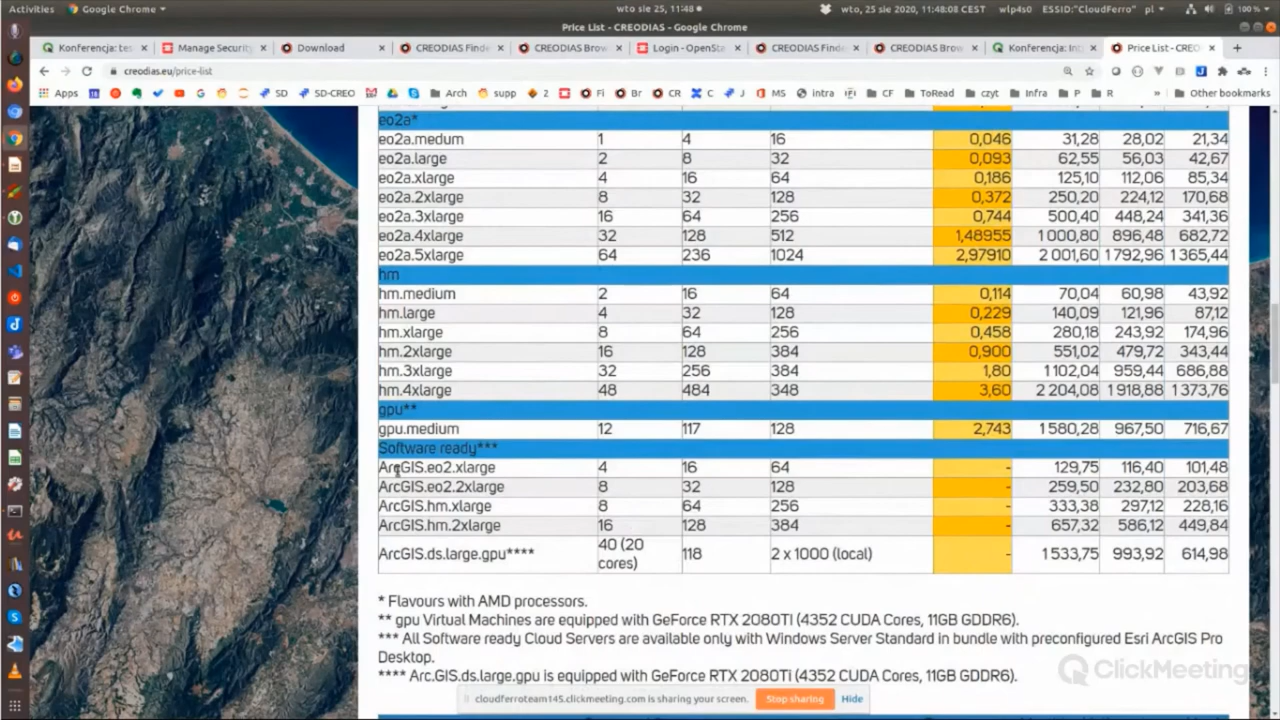 Activities Google Chrome wto sie 25, 11:48 wto, 25 sie 2020, 11:48:08 CEST wlp4s0 ESSID:"CloudFerro" pl 100 %
Price List - CREODIAS - Google Chrome
Konferencja: tes Manage Securit Download CREODIAS Finde CREODIAS Brow Login - OpenSta CREODIAS Finde CREODIAS Brow Konferencja: Int Price List - CREO
creodias.eu/price-list
Apps SD SD-CREO Arch supp 2 Fi Br CR C MS intra CF ToRead czyt Infra P R » Other bookmarks
eo2a*
eo2a.medum 1 4 16 0,046 31,28 28,02 21,34
eo2a.large 2 8 32 0,093 62,55 56,03 42,67
eo2a.xlarge 4 16 64 0,186 125,10 112,06 85,34
eo2a.2xlarge 8 32 128 0,372 250,20 224,12 170,68
eo2a.3xlarge 16 64 256 0,744 500,40 448,24 341,36
eo2a.4xlarge 32 128 512 1,48955 1 000,80 896,48 682,72
eo2a.5xlarge 64 236 1024 2,97910 2 001,60 1 792,96 1 365,44
hm
hm.medium 2 16 64 0,114 70,04 60,98 43,92
hm.large 4 32 128 0,229 140,09 121,96 87,12
hm.xlarge 8 64 256 0,458 280,18 243,92 174,96
hm.2xlarge 16 128 384 0,900 551,02 479,72 343,44
hm.3xlarge 32 256 384 1,80 1 102,04 959,44 686,88
hm.4xlarge 48 484 348 3,60 2 204,08 1 918,88 1 373,76
gpu**
gpu.medium 12 117 128 2,743 1 580,28 967,50 716,67
Software ready***
ArcGIS.eo2.xlarge 4 16 64 - 129,75 116,40 101,48
ArcGIS.eo2.2xlarge 8 32 128 - 259,50 232,80 203,68
ArcGIS.hm.xlarge 8 64 256 - 333,38 297,12 228,16
ArcGIS.hm.2xlarge 16 128 384 - 657,32 586,12 449,84
ArcGIS.ds.large.gpu**** 40 (20 cores) 118 2 x 1000 (local) - 1 533,75 993,92 614,98
* Flavours with AMD processors.
** gpu Virtual Machines are equipped with GeForce RTX 2080TI (4352 CUDA Cores, 11GB GDDR6).
*** All Software ready Cloud Servers are available only with Windows Server Standard in bundle with preconfigured Esri ArcGIS Pro
Desktop.
**** Arc.GIS.ds.large.gpu is equipped with GeForce RTX 2080TI (4352 CUDA Cores, 11GB GDDR6).
ClickMeeting
cloudferroteam145.clickmeeting.com is sharing your screen. Stop sharing Hide